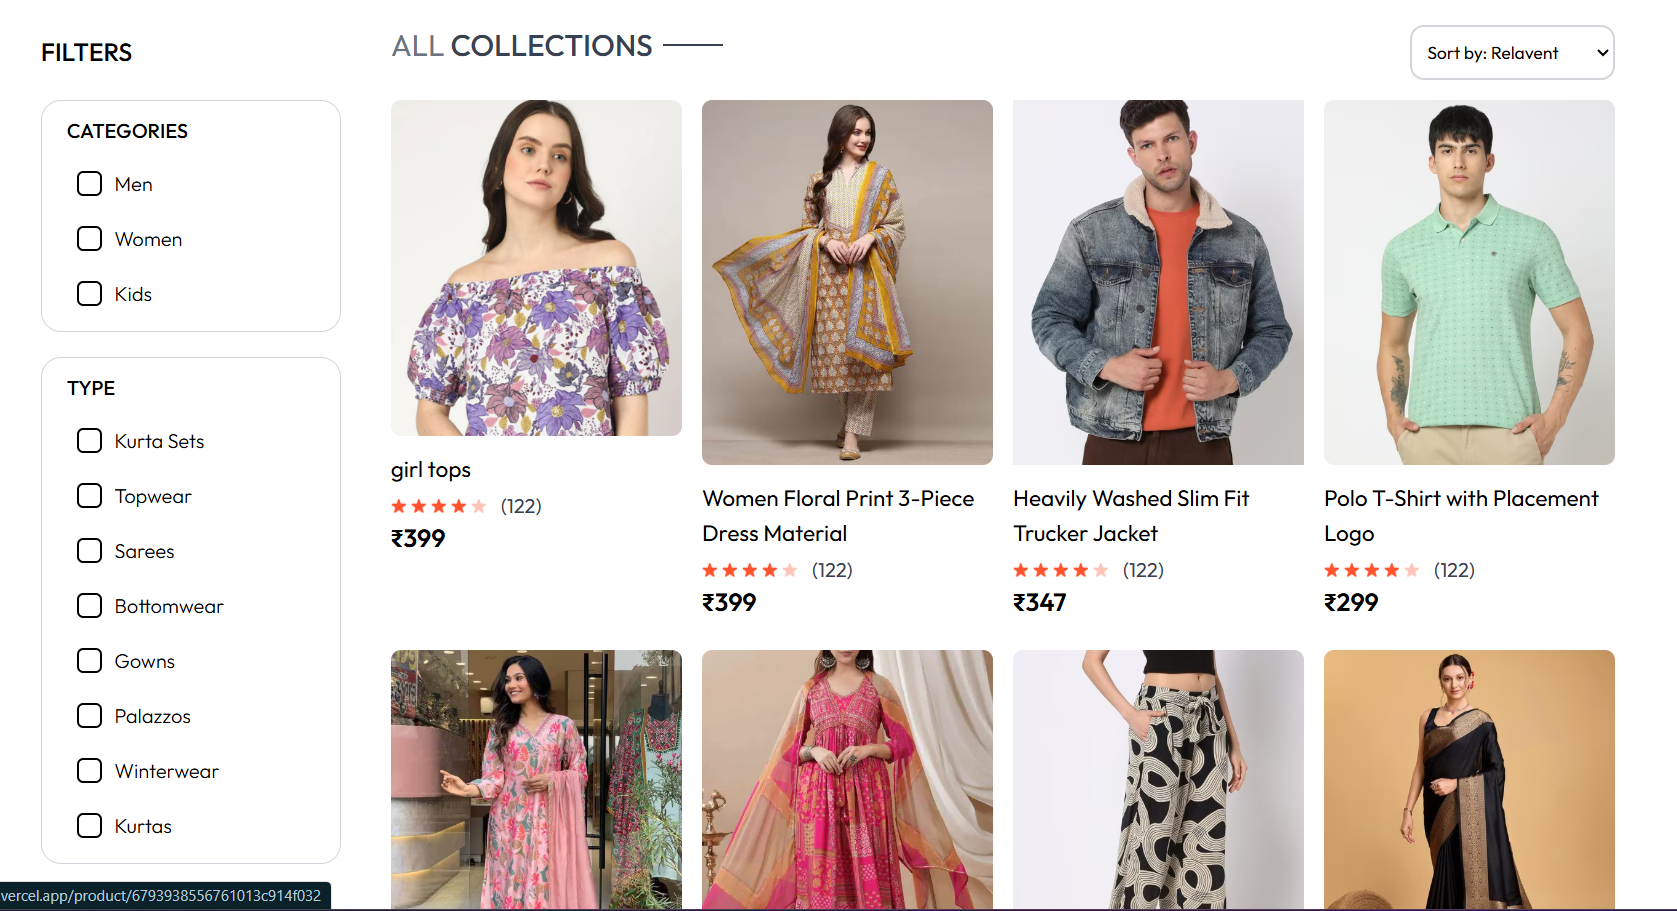 FILTERS
ALL COLLECTIONS
Sort by: Relavent
CATEGORIES
Men
Women
Kids
TYPE
Kurta Sets
Topwear
Sarees
Bottomwear
Gowns
Palazzos
Winterwear
Kurtas
girl tops
(122)
₹399
Women Floral Print 3-Piece
Dress Material
(122)
₹399
Heavily Washed Slim Fit
Trucker Jacket
(122)
₹347
Polo T-Shirt with Placement
Logo
(122)
₹299
vercel.app/product/6793938556761013c914f032